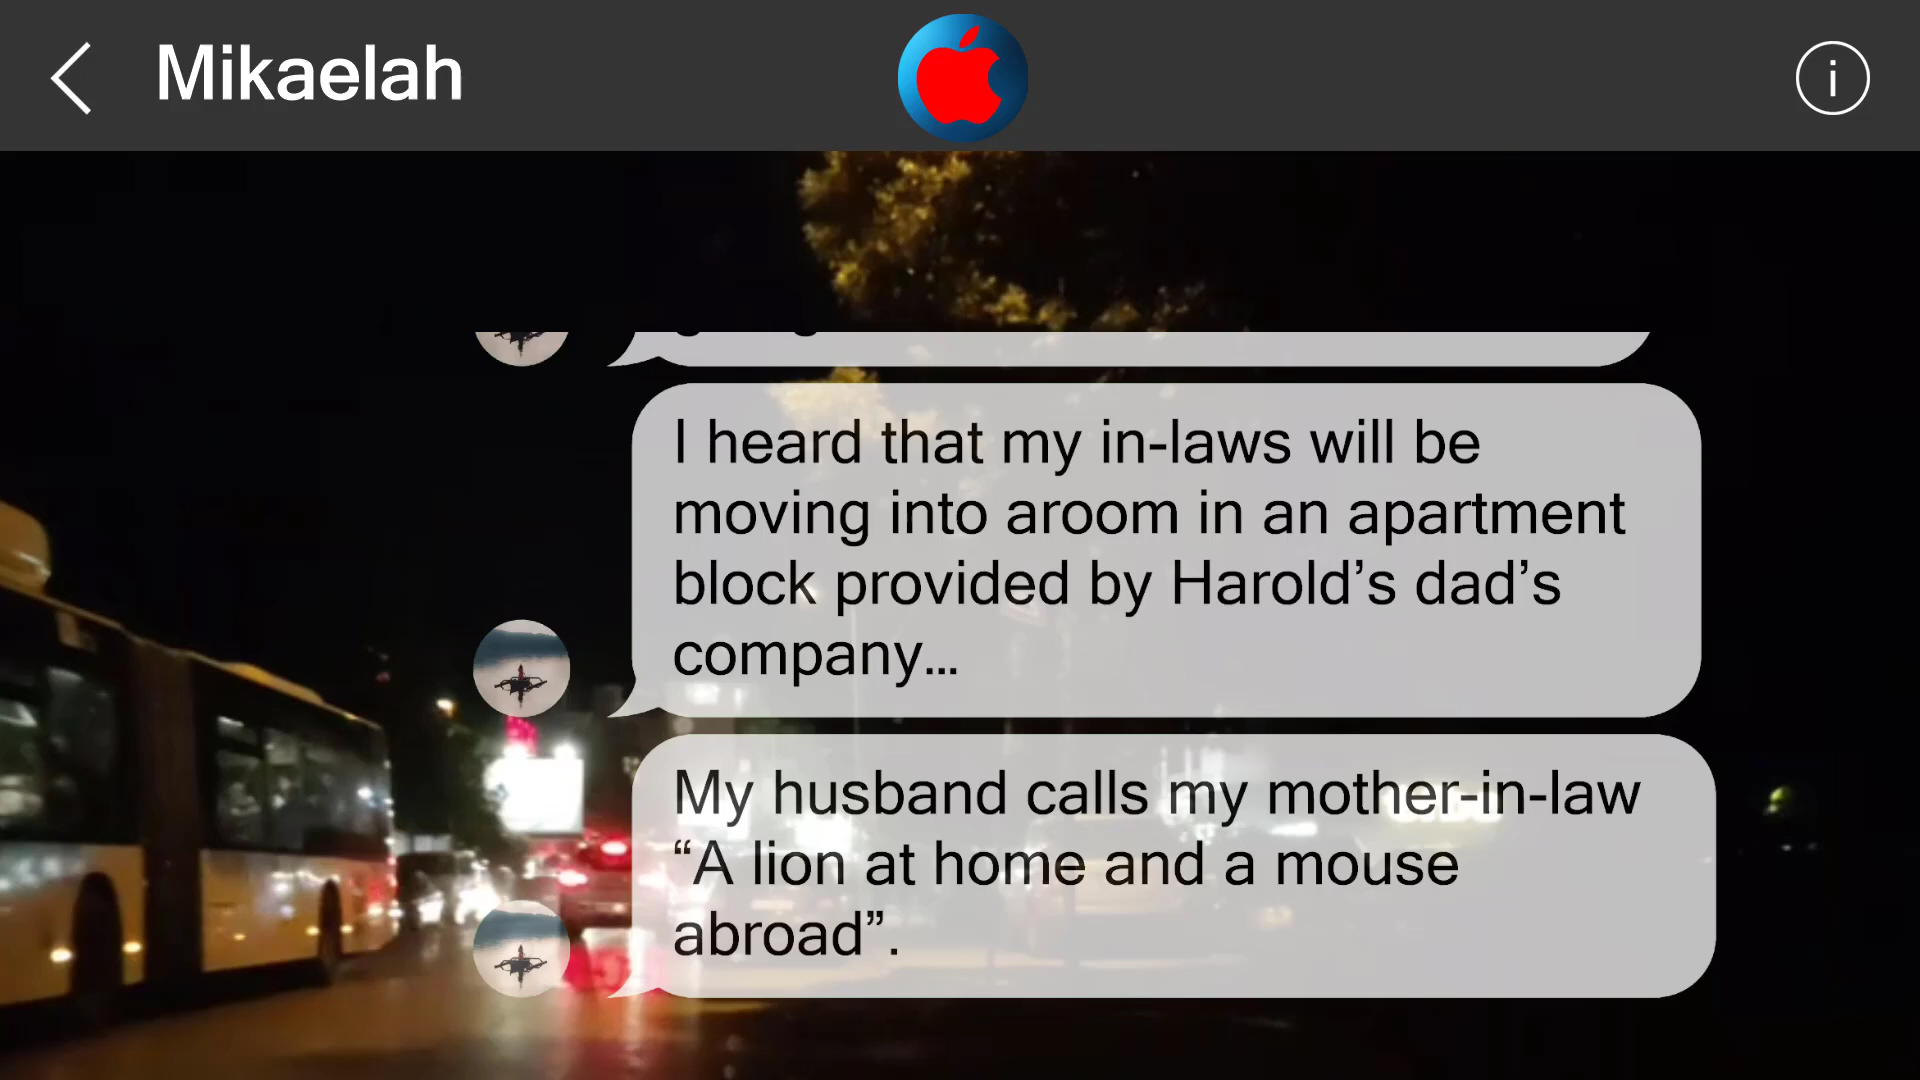 Mikaelah
i
I heard that my in-laws will be
moving into aroom in an apartment
block provided by Harold’s dad’s
company...
My husband calls my mother-in-law
“A lion at home and a mouse
abroad”.